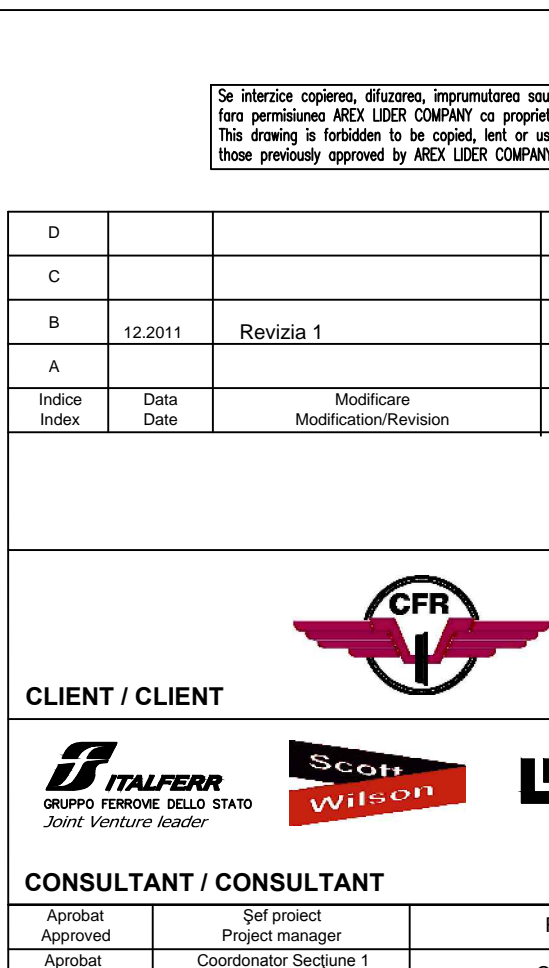 Se interzice copierea, difuzarea, imprumutarea sau
fara permisiunea AREX LIDER COMPANY ca propriet
This drawing is forbidden to be copied, lent or us
those previously approved by AREX LIDER COMPANY
D
C
B 12.2011 Revizia 1
A
Indice Data Modificare
Index Date Modification/Revision
CFR
CLIENT / CLIENT
ITALFERR
GRUPPO FERROVIE DELLO STATO
Joint Venture leader
Scott
Wilson
CONSULTANT / CONSULTANT
Aprobat Şef proiect
Approved Project manager
Aprobat Coordonator Secţiune 1